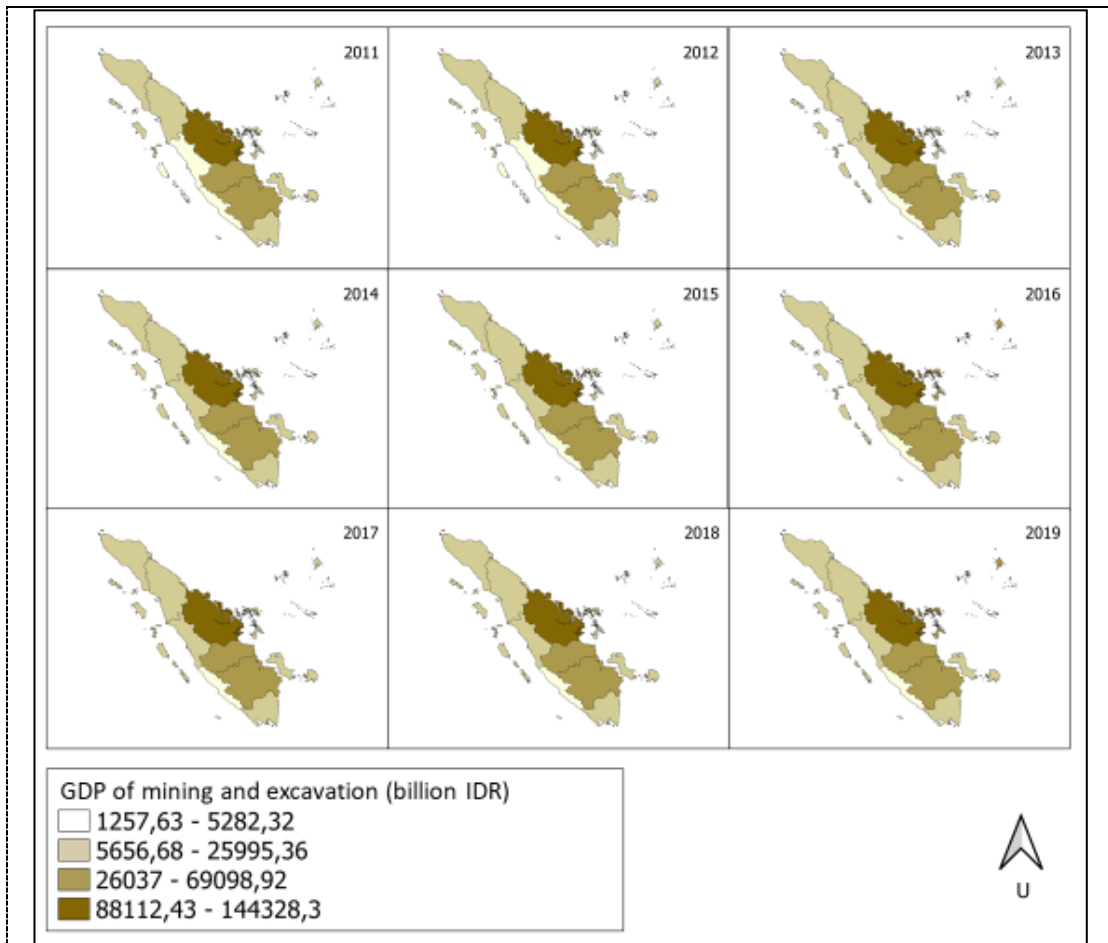 2011
2012
2013
2014
2015
2016
2017
2018
2019
GDP of mining and excavation (billion IDR)
1257,63 - 5282,32
5656,68 - 25995,36
26037 - 69098,92
88112,43 - 144328,3
U